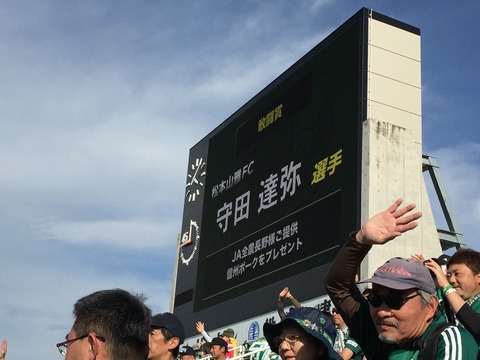 敢闘賞
松本山雅FC
守田 達弥 選手
JA全農長野様ご提供
信州ポークをプレゼント